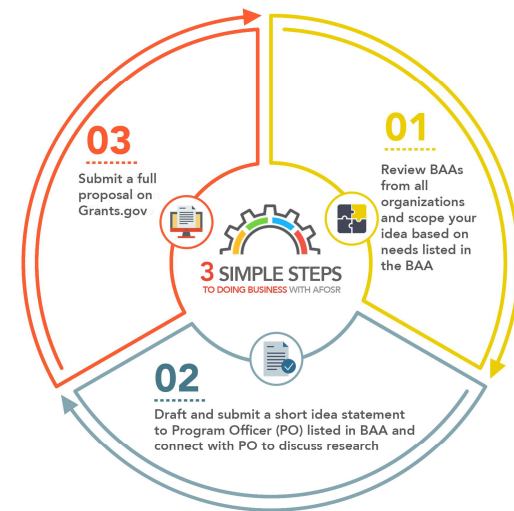 3 SIMPLE STEPS
TO DOING BUSINESS WITH AFOSR
01
Review BAAs
from all
organizations
and scope your
idea based on
needs listed in
the BAA
02
Draft and submit a short idea statement
to Program Officer (PO) listed in BAA and
connect with PO to discuss research
03
Submit a full
proposal on
Grants.gov